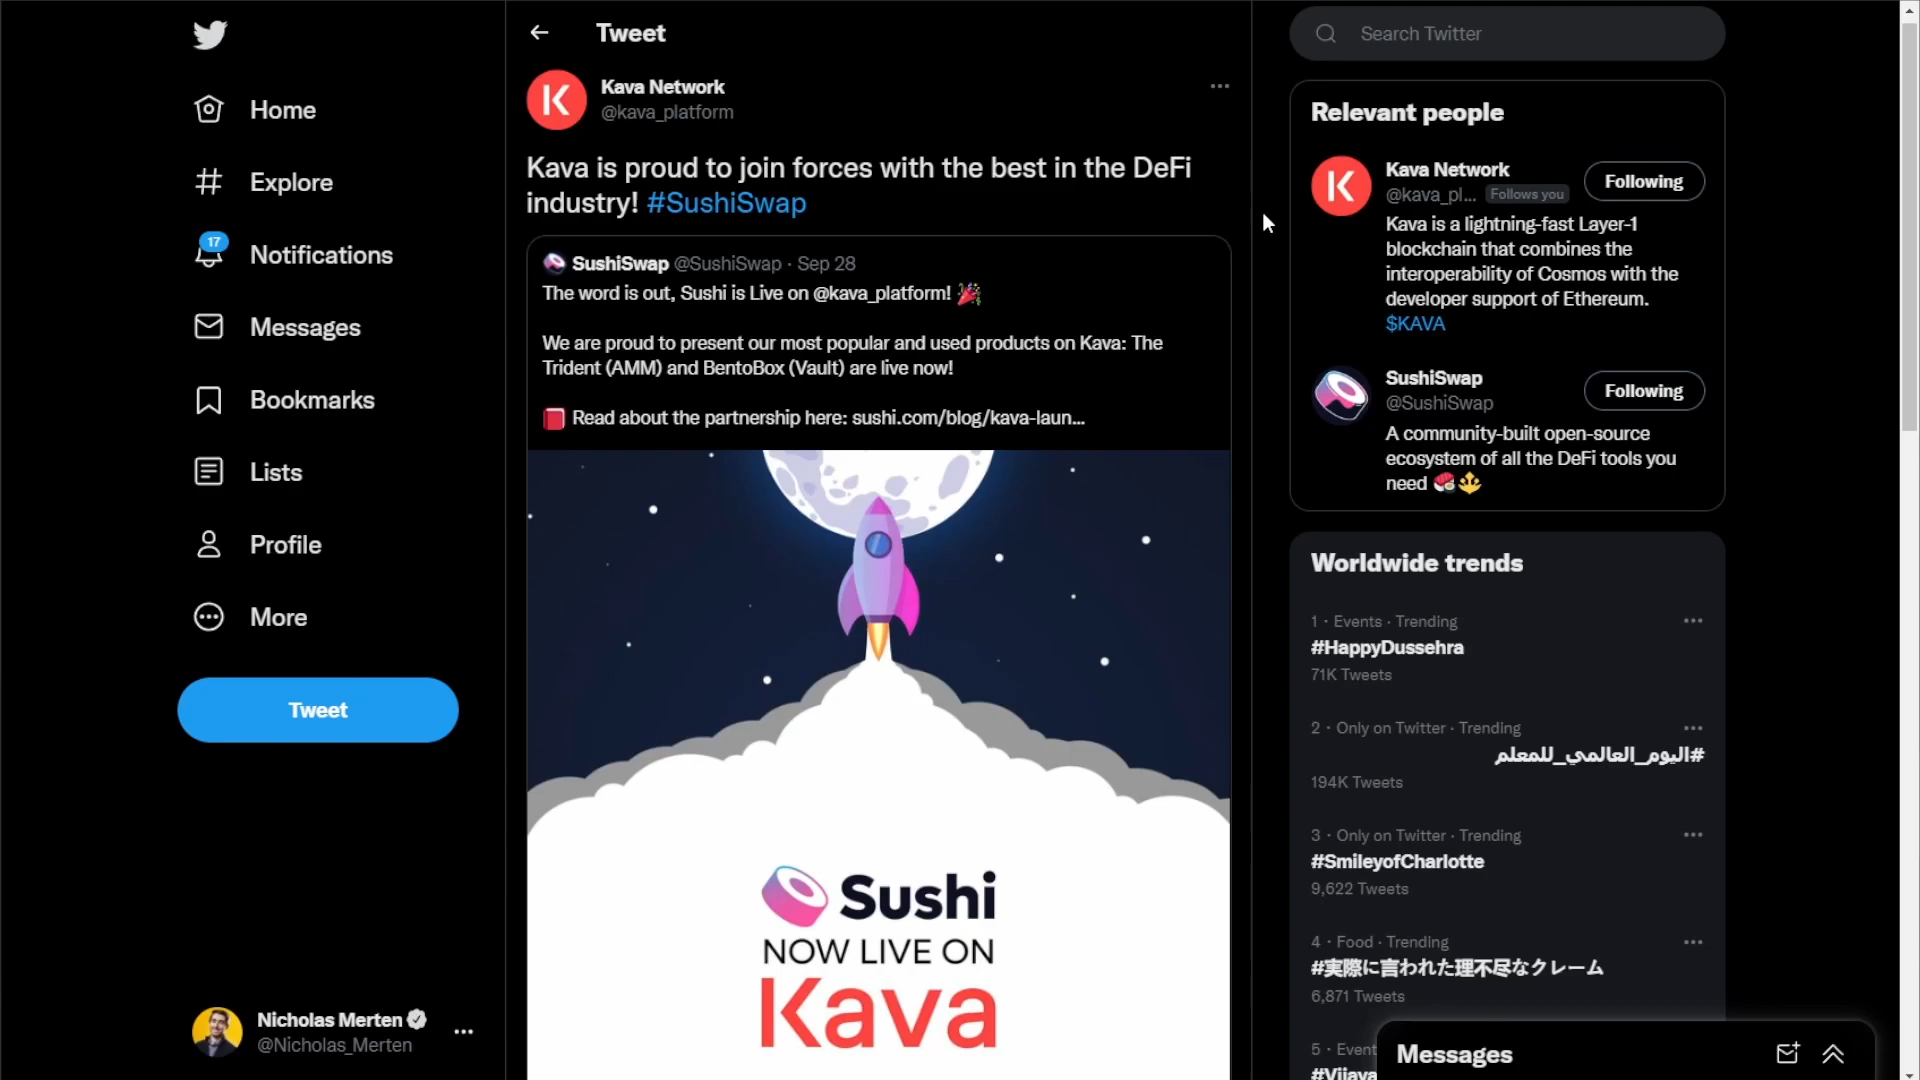 Home
Explore
17
Notifications
Messages
Bookmarks
Lists
Profile
More
Tweet
Nicholas Merten
@Nicholas_Merten
Tweet
Kava Network
@kava_platform
Kava is proud to join forces with the best in the DeFi
industry! #SushiSwap
SushiSwap @SushiSwap · Sep 28
The word is out, Sushi is Live on @kava_platform!
We are proud to present our most popular and used products on Kava: The
Trident (AMM) and BentoBox (Vault) are live now!
Read about the partnership here: sushi.com/blog/kava-laun...
Sushi
NOW LIVE ON
Kava
Search Twitter
Relevant people
Kava Network
Following
@kava_pl... Follows you
Kava is a lightning-fast Layer-1
blockchain that combines the
interoperability of Cosmos with the
developer support of Ethereum.
$KAVA
SushiSwap
Following
@SushiSwap
A community-built open-source
ecosystem of all the DeFi tools you
need
Worldwide trends
1 · Events · Trending
#HappyDussehra
71K Tweets
2 · Only on Twitter · Trending
#اليوم_العالمي_للمعلم
194K Tweets
3 · Only on Twitter · Trending
#SmileyofCharlotte
9,622 Tweets
4 · Food · Trending
#実際に言われた理不尽なクレーム
6,871 Tweets
5 · Event
#Vijaya
Messages